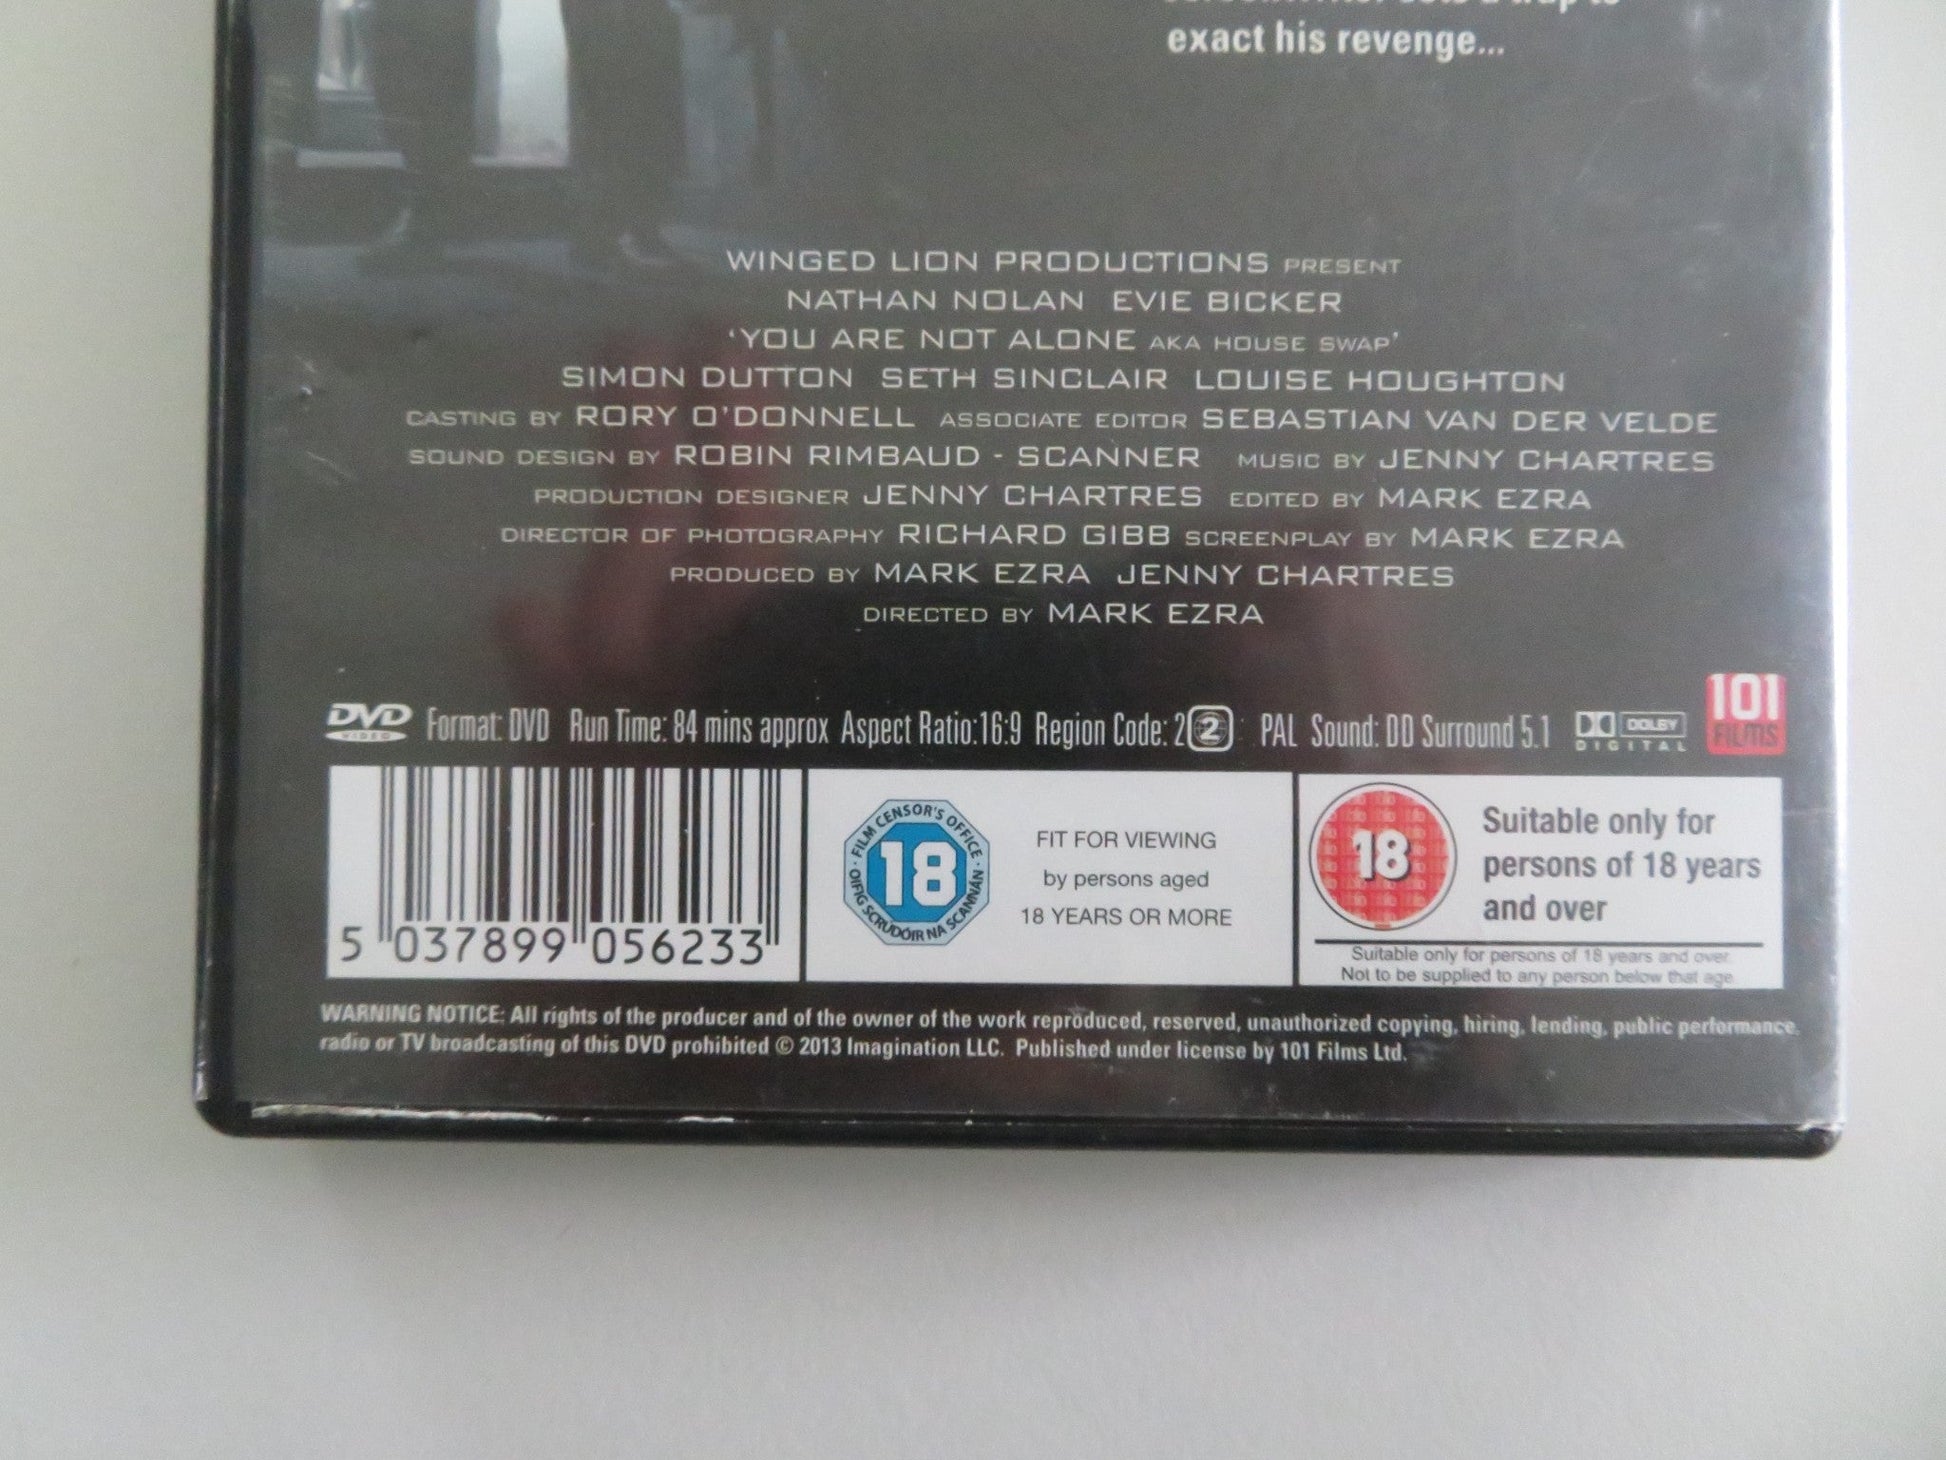 sets a trap to
exact his revenge...
WINGED LION PRODUCTIONS PRESENT
NATHAN NOLAN EVIE BICKER
'YOU ARE NOT ALONE AKA HOUSE SWAP'
SIMON DUTTON SETH SINCLAIR LOUISE HOUGHTON
CASTING BY RORY O'DONNELL ASSOCIATE EDITOR SEBASTIAN VAN DER VELDE
SOUND DESIGN BY ROBIN RIMBAUD - SCANNER MUSIC BY JENNY CHARTRES
PRODUCTION DESIGNER JENNY CHARTRES EDITED BY MARK EZRA
DIRECTOR OF PHOTOGRAPHY RICHARD GIBB SCREENPLAY BY MARK EZRA
PRODUCED BY MARK EZRA JENNY CHARTRES
DIRECTED BY MARK EZRA
DVD VIDEO Format: DVD Run Time: 84 mins approx Aspect Ratio:16:9 Region Code: 2 2 PAL Sound: DD Surround 5.1 DOLBY DIGITAL
101 FILMS
5 037899 056233
FILM CENSOR'S OFFICE
18
OIFIG SCRÚDÓIR NA SCANNÁN
FIT FOR VIEWING
by persons aged
18 YEARS OR MORE
18
Suitable only for
persons of 18 years
and over
Suitable only for persons of 18 years and over.
Not to be supplied to any person below that age.
WARNING NOTICE: All rights of the producer and of the owner of the work reproduced, reserved, unauthorized copying, hiring, lending, public performance,
radio or TV broadcasting of this DVD prohibited © 2013 Imagination LLC. Published under license by 101 Films Ltd.